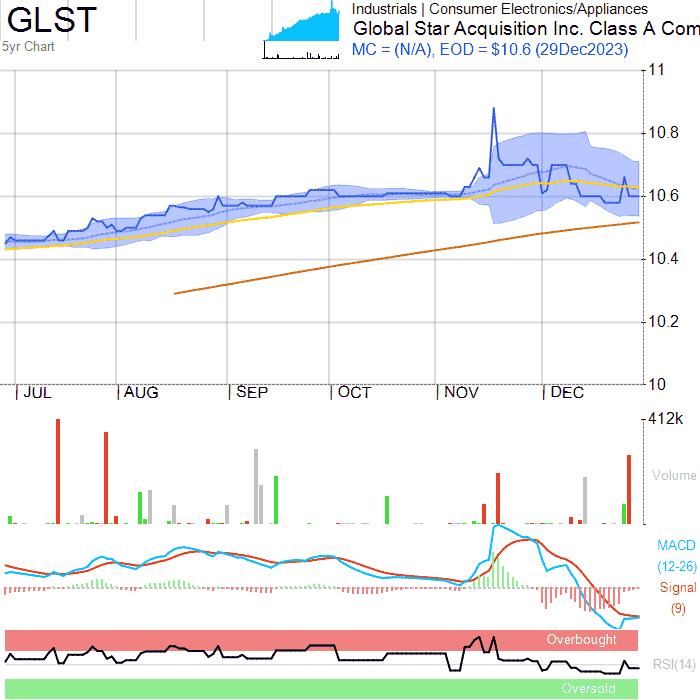 GLST
5yr Chart
Industrials | Consumer Electronics/Appliances
Global Star Acquisition Inc. Class A Com
MC = (N/A), EOD = $10.6 (29Dec2023)
11
10.8
10.6
10.4
10.2
10
JUL AUG SEP OCT NOV DEC
412k
Volume
MACD
(12-26)
Signal
(9)
Overbought
RSI(14)
Oversold